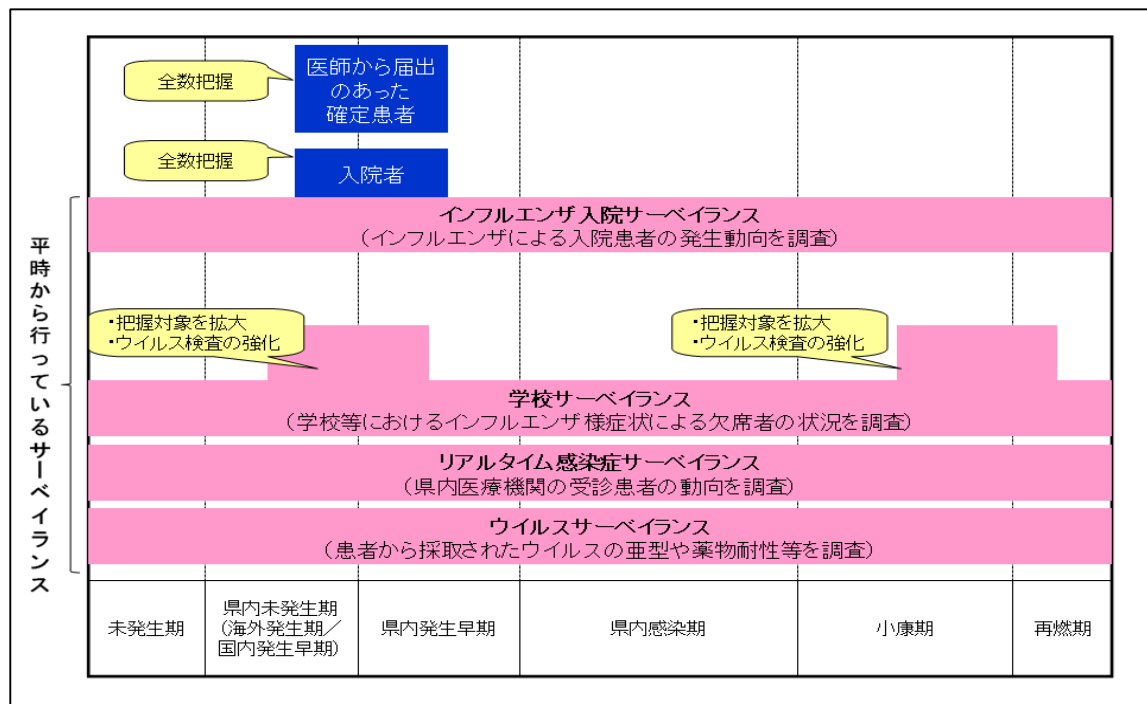 全数把握
医師から届出
のあった
確定患者
全数把握
入院者
平時から行っているサーベイランス
インフルエンザ入院サーベイランス
(インフルエンザによる入院患者の発生動向を調査)
・把握対象を拡大
・ウイルス検査の強化
・把握対象を拡大
・ウイルス検査の強化
学校サーベイランス
(学校等におけるインフルエンザ様症状による欠席者の状況を調査)
リアルタイム感染症サーベイランス
(県内医療機関の受診患者の動向を調査)
ウイルスサーベイランス
(患者から採取されたウイルスの亜型や薬物耐性等を調査)
未発生期
県内未発生期
(海外発生期/
国内発生早期)
県内発生早期
県内感染期
小康期
再燃期